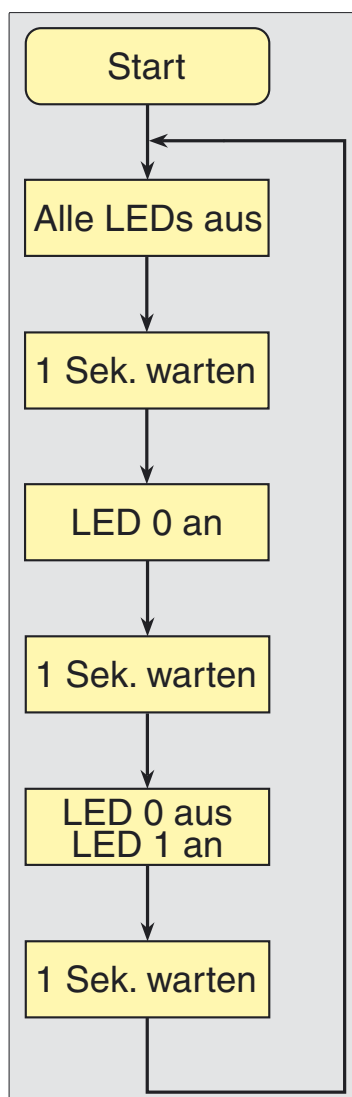 Start
Alle LEDs aus
1 Sek. warten
LED 0 an
1 Sek. warten
LED 0 aus
LED 1 an
1 Sek. warten